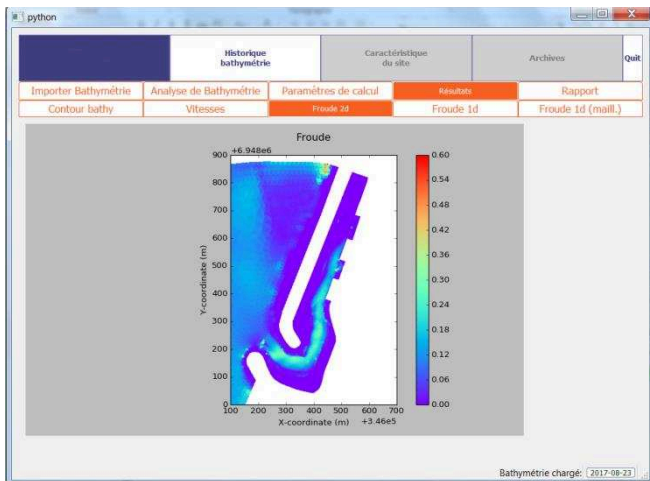 python
Historique
bathymétrie
Caractéristique
du site
Archives
Quit
Importer Bathymétrie
Analyse de Bathymétrie
Paramètres de calcul
Résultats
Rapport
Contour bathy
Vitesses
Froude 2d
Froude 1d
Froude 1d (maill.)
Froude
+6.948e6
900
800
700
600
500
400
300
200
100
0
Y-coordinate (m)
100 200 300 400 500 600 700
X-coordinate (m) +3.46e5
0.60
0.54
0.48
0.42
0.36
0.30
0.24
0.18
0.12
0.06
0.00
Bathymétrie chargé: 2017-08-23